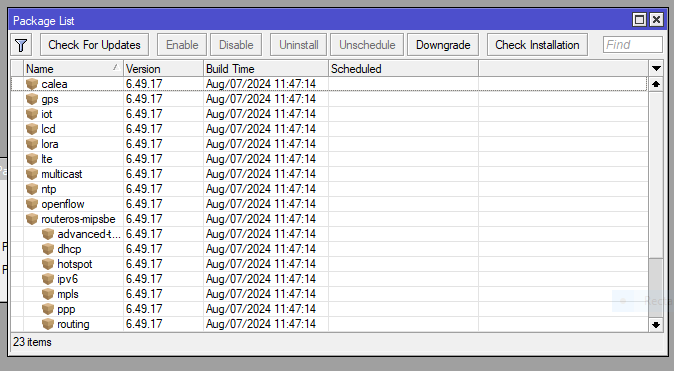 Package List
Check For Updates Enable Disable Uninstall Unschedule Downgrade Check Installation Find
Name Version Build Time Scheduled
calea 6.49.17 Aug/07/2024 11:47:14
gps 6.49.17 Aug/07/2024 11:47:14
iot 6.49.17 Aug/07/2024 11:47:14
lcd 6.49.17 Aug/07/2024 11:47:14
lora 6.49.17 Aug/07/2024 11:47:14
lte 6.49.17 Aug/07/2024 11:47:14
multicast 6.49.17 Aug/07/2024 11:47:14
ntp 6.49.17 Aug/07/2024 11:47:14
openflow 6.49.17 Aug/07/2024 11:47:14
routeros-mipsbe 6.49.17 Aug/07/2024 11:47:14
advanced-t... 6.49.17 Aug/07/2024 11:47:14
dhcp 6.49.17 Aug/07/2024 11:47:14
hotspot 6.49.17 Aug/07/2024 11:47:14
ipv6 6.49.17 Aug/07/2024 11:47:14
mpls 6.49.17 Aug/07/2024 11:47:14
ppp 6.49.17 Aug/07/2024 11:47:14
routing 6.49.17 Aug/07/2024 11:47:14
23 items